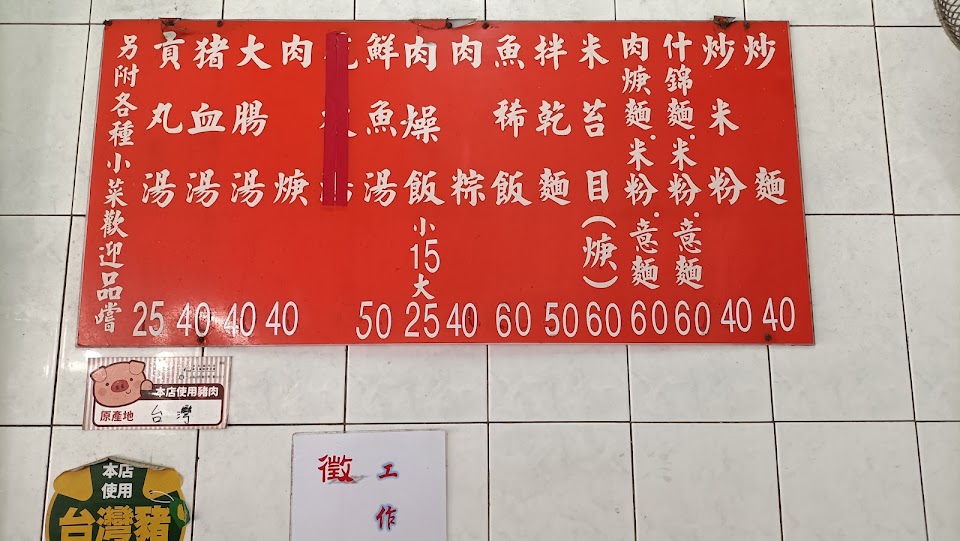 炒麵 40
炒米粉 40
什錦麵.米粉.意麵 60
肉焿麵.米粉.意麵 60
米苔目(焿) 60
拌乾麵 50
魚稀飯 60
肉粽 40
肉燥飯 小15大25
鮮魚湯 50
肉焿 40
大腸湯 40
猪血湯 40
貢丸湯 25
另附各種小菜歡迎品嚐
本店使用豬肉
原產地 台灣
本店
使用
台灣豬
徵
工作